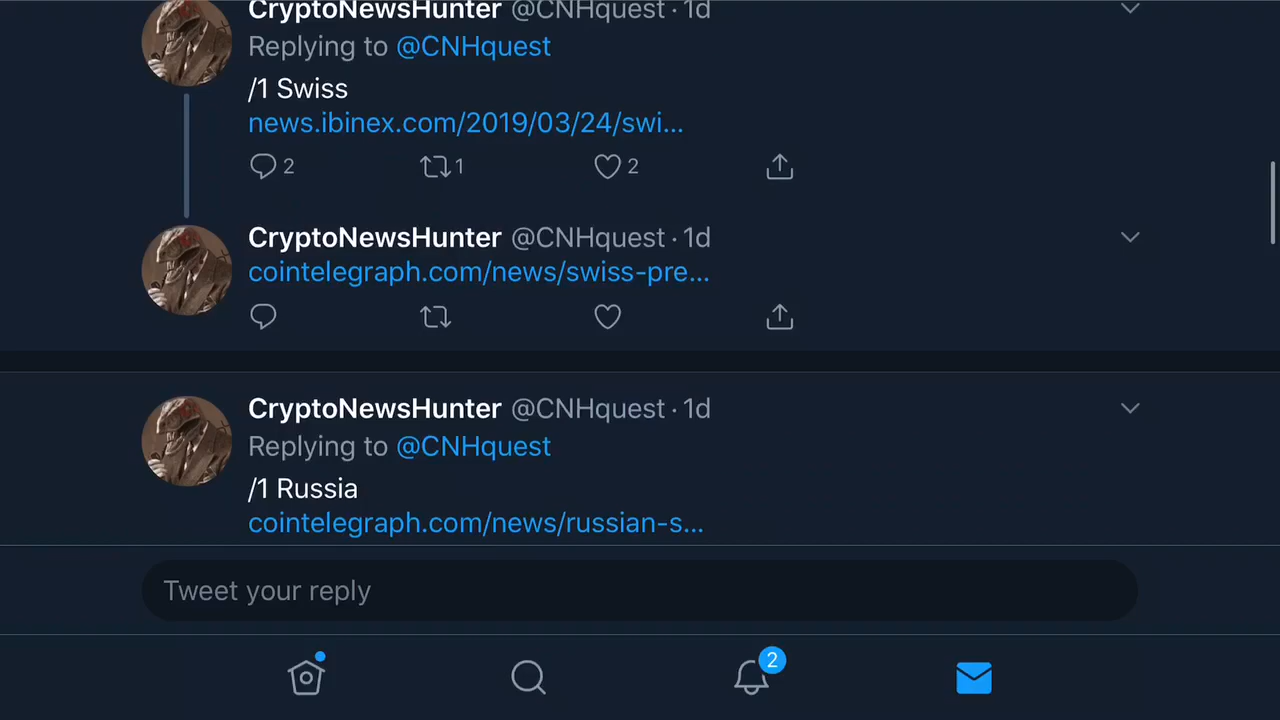 CryptoNewsHunter @CNHquest · 1d
Replying to @CNHquest
/1 Swiss
news.ibinex.com/2019/03/24/swi...
2 1 2
CryptoNewsHunter @CNHquest · 1d
cointelegraph.com/news/swiss-pre...
CryptoNewsHunter @CNHquest · 1d
Replying to @CNHquest
/1 Russia
cointelegraph.com/news/russian-s...
Tweet your reply
2